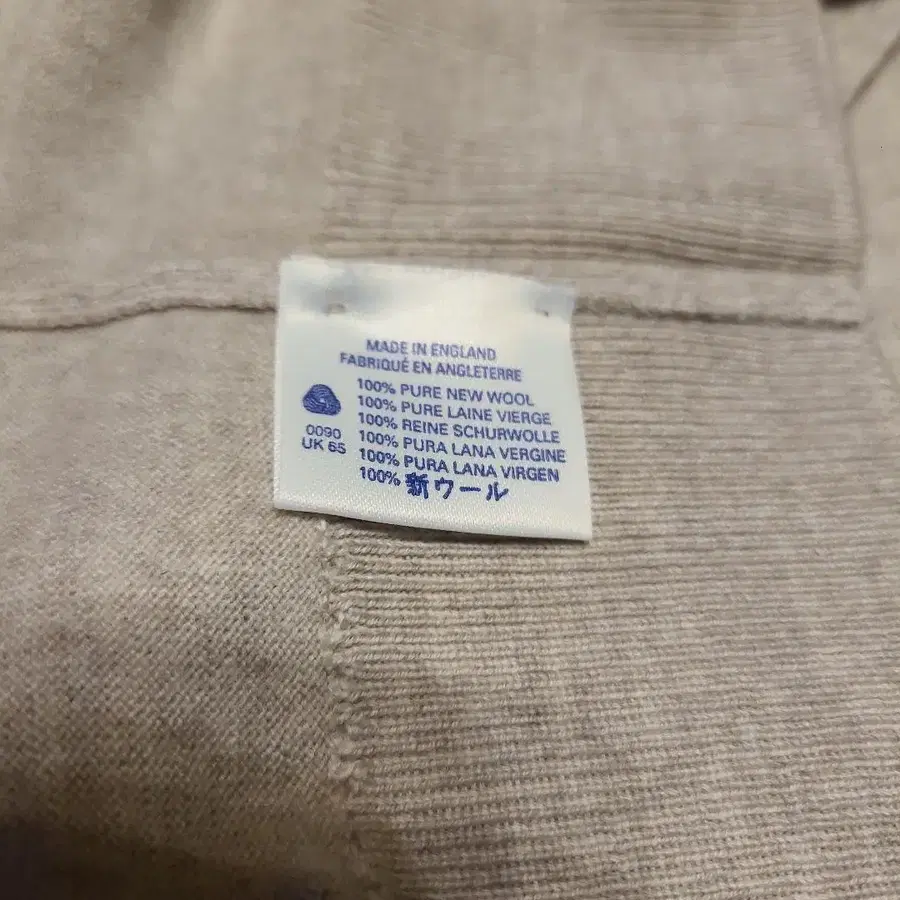 MADE IN ENGLAND
FABRIQUÉ EN ANGLETERRE
100% PURE NEW WOOL
100% PURE LAINE VIERGE
100% REINE SCHURWOLLE
100% PURA LANA VERGINE
100% PURA LANA VIRGEN
100% 新ウール
0090
UK 65